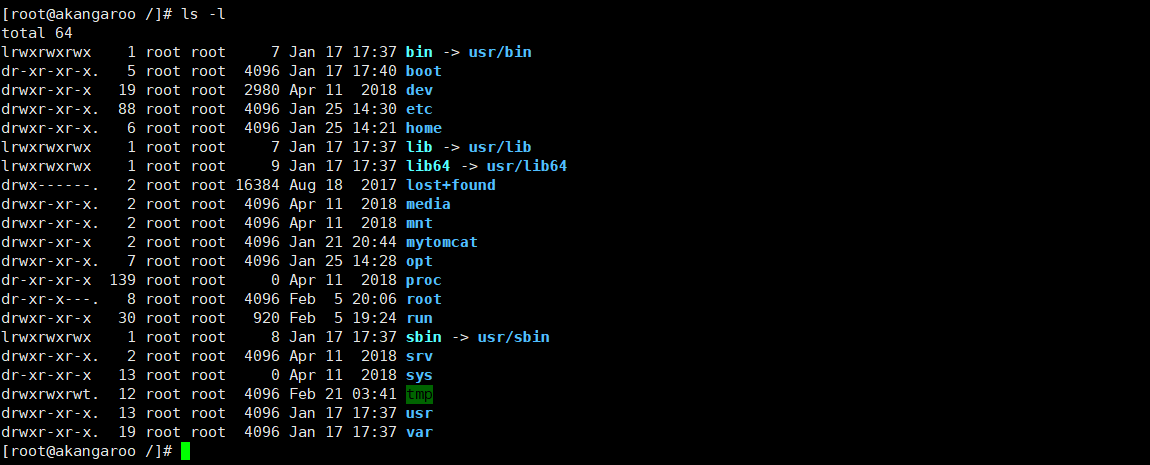 [root@akangaroo /]# ls -l
total 64
lrwxrwxrwx    1 root root     7 Jan 17 17:37 bin -> usr/bin
dr-xr-xr-x.   5 root root  4096 Jan 17 17:40 boot
drwxr-xr-x   19 root root  2980 Apr 11  2018 dev
drwxr-xr-x.  88 root root  4096 Jan 25 14:30 etc
drwxr-xr-x.   6 root root  4096 Jan 25 14:21 home
lrwxrwxrwx    1 root root     7 Jan 17 17:37 lib -> usr/lib
lrwxrwxrwx    1 root root     9 Jan 17 17:37 lib64 -> usr/lib64
drwx------.   2 root root 16384 Aug 18  2017 lost+found
drwxr-xr-x.   2 root root  4096 Apr 11  2018 media
drwxr-xr-x.   2 root root  4096 Apr 11  2018 mnt
drwxr-xr-x    2 root root  4096 Jan 21 20:44 mytomcat
drwxr-xr-x.   7 root root  4096 Jan 25 14:28 opt
dr-xr-xr-x  139 root root     0 Apr 11  2018 proc
dr-xr-x---.   8 root root  4096 Feb  5 20:06 root
drwxr-xr-x   30 root root   920 Feb  5 19:24 run
lrwxrwxrwx    1 root root     8 Jan 17 17:37 sbin -> usr/sbin
drwxr-xr-x.   2 root root  4096 Apr 11  2018 srv
dr-xr-xr-x   13 root root     0 Apr 11  2018 sys
drwxrwxrwt.  12 root root  4096 Feb 21 03:41 tmp
drwxr-xr-x.  13 root root  4096 Jan 17 17:37 usr
drwxr-xr-x.  19 root root  4096 Jan 17 17:37 var
[root@akangaroo /]#